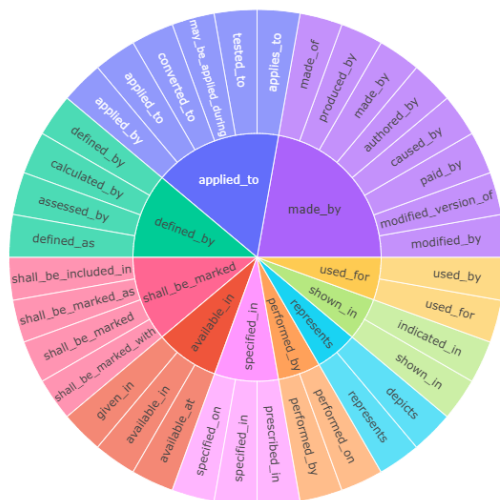 applied_to
applied_by
applied_to
converted_to
may_be_applied_during
tested_to
applies_to
made_by
made_of
produced_by
made_by
authored_by
caused_by
paid_by
modified_version_of
modified_by
used_for
used_by
used_for
shown_in
indicated_in
shown_in
represents
depicts
represents
performed_by
performed_on
performed_by
specified_in
prescribed_in
specified_in
specified_on
available_in
available_at
available_in
given_in
shall_be_marked
shall_be_marked_with
shall_be_marked
shall_be_marked_as
shall_be_included_in
defined_by
defined_as
assessed_by
calculated_by
defined_by